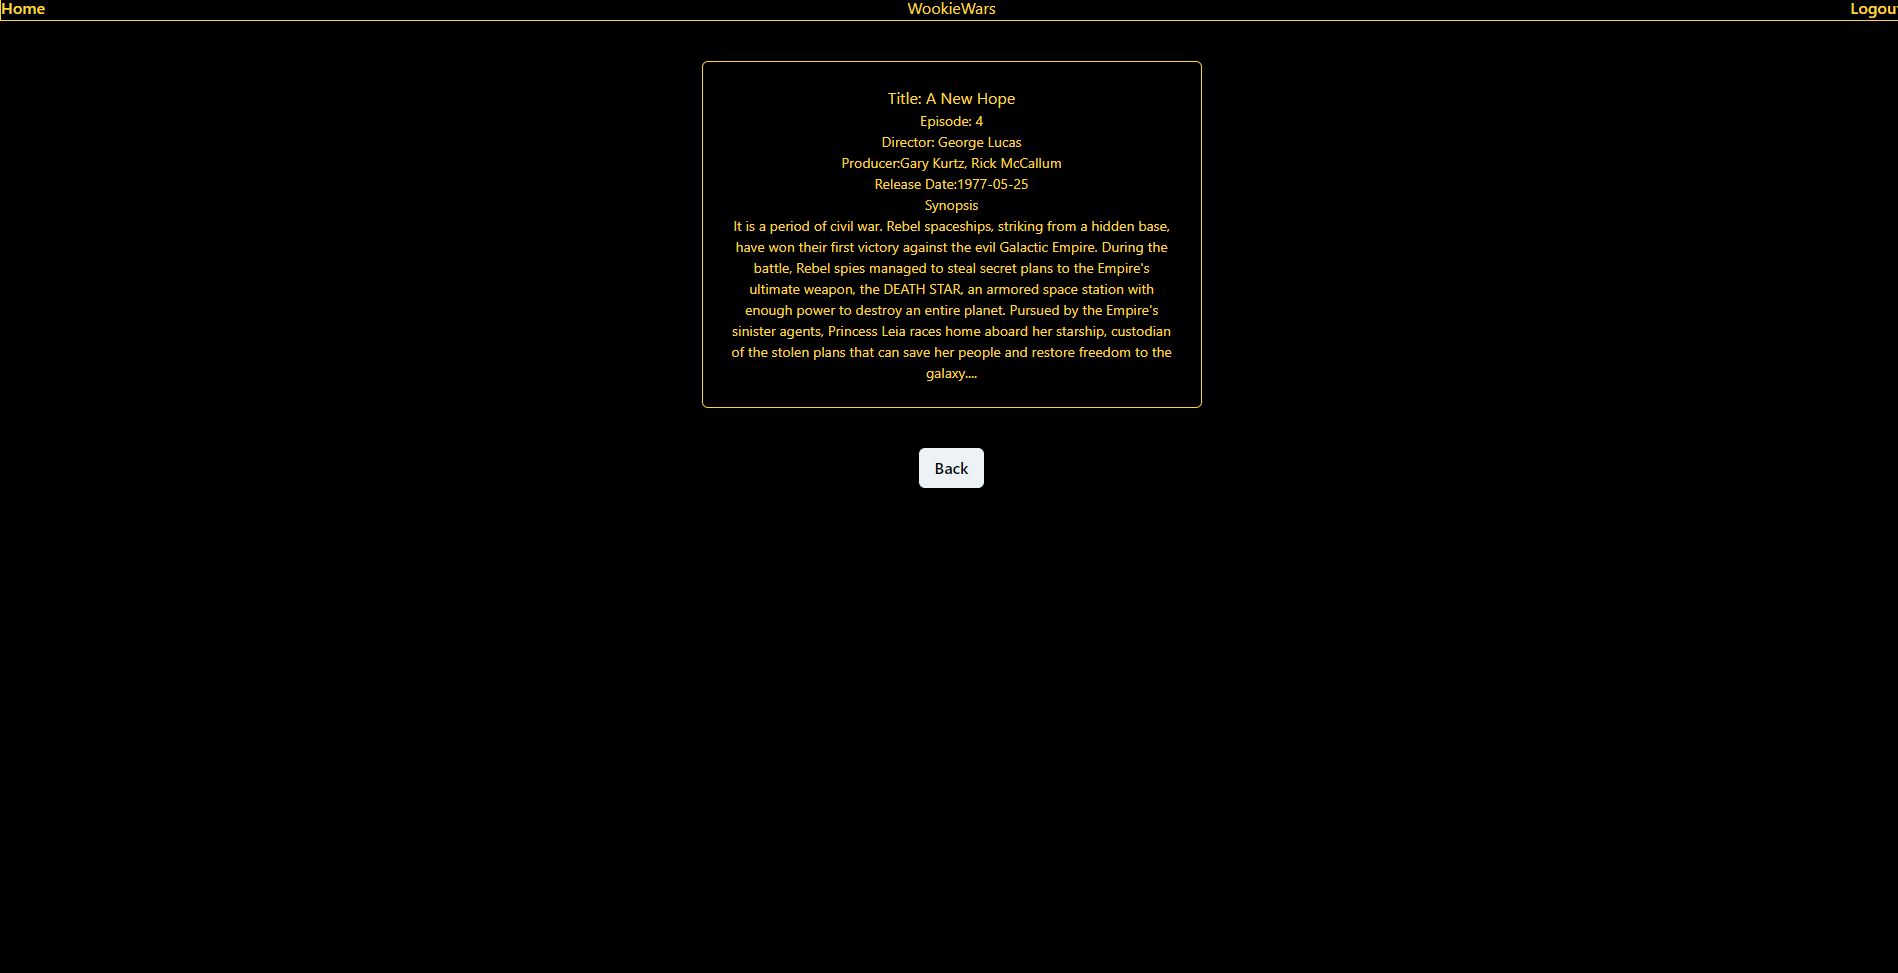 Home
WookieWars
Logout
Title: A New Hope
Episode: 4
Director: George Lucas
Producer:Gary Kurtz, Rick McCallum
Release Date:1977-05-25
Synopsis
It is a period of civil war. Rebel spaceships, striking from a hidden base,
have won their first victory against the evil Galactic Empire. During the
battle, Rebel spies managed to steal secret plans to the Empire's
ultimate weapon, the DEATH STAR, an armored space station with
enough power to destroy an entire planet. Pursued by the Empire's
sinister agents, Princess Leia races home aboard her starship, custodian
of the stolen plans that can save her people and restore freedom to the
galaxy....
Back